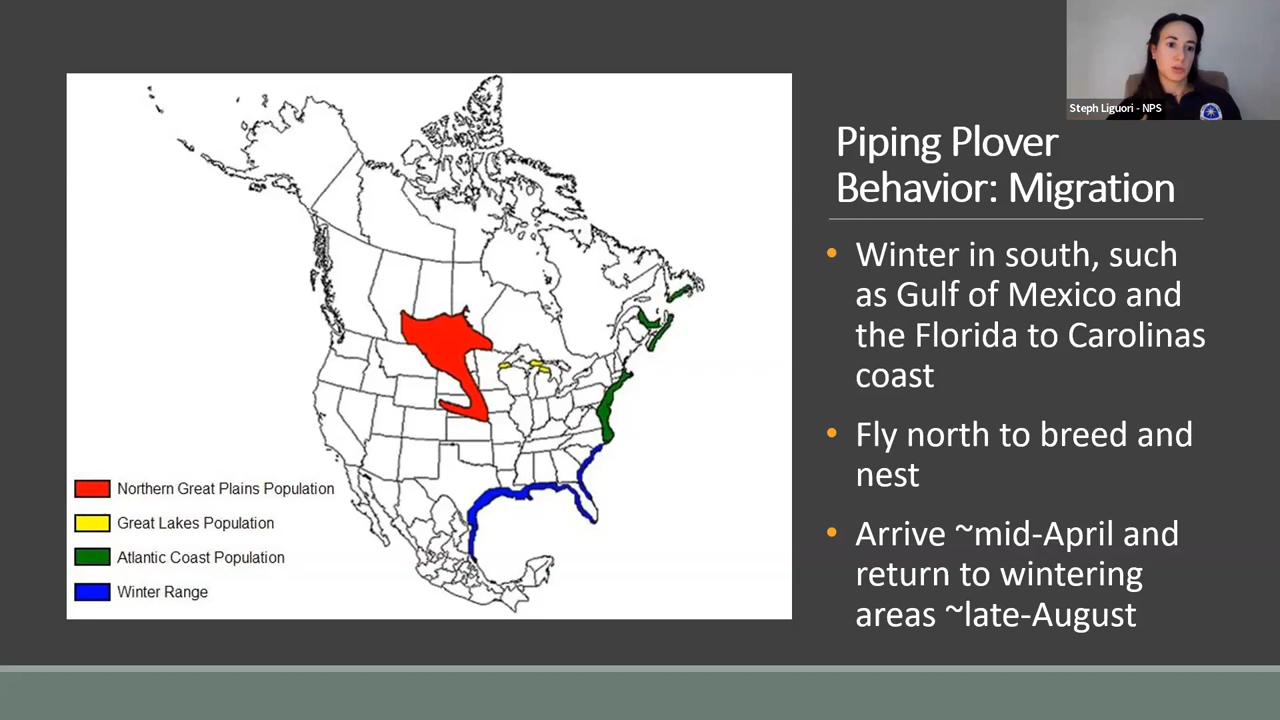 Steph Liguori - NPS
Piping Plover
Behavior: Migration
• Winter in south, such
as Gulf of Mexico and
the Florida to Carolinas
coast
• Fly north to breed and
nest
• Arrive ~mid-April and
return to wintering
areas ~late-August
Northern Great Plains Population
Great Lakes Population
Atlantic Coast Population
Winter Range